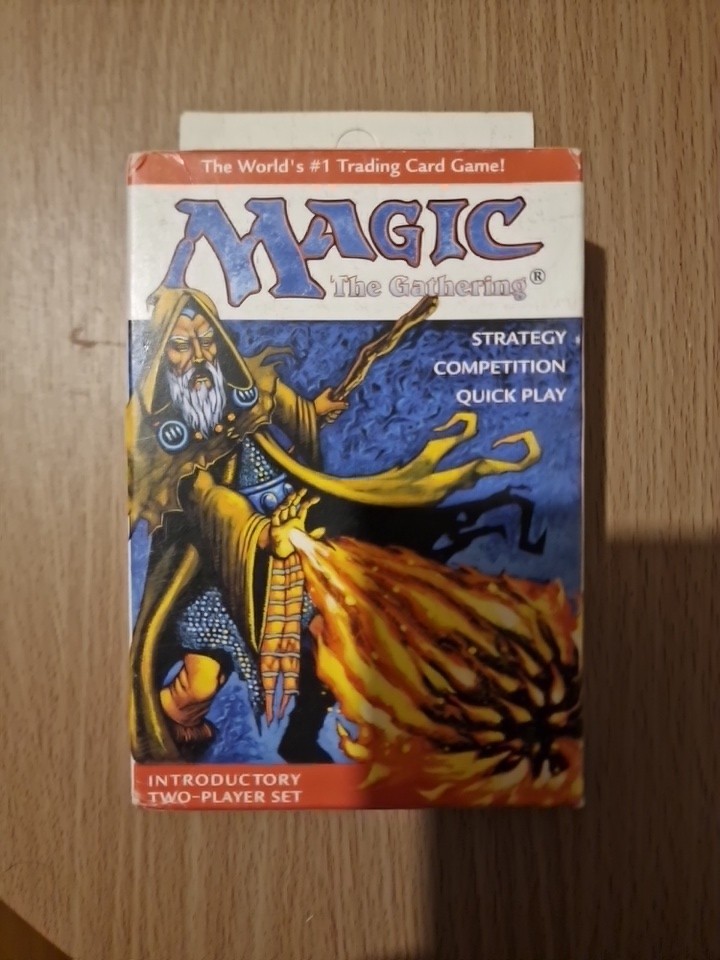 The World's #1 Trading Card Game!
MAGIC
The Gathering®
STRATEGY
COMPETITION
QUICK PLAY
INTRODUCTORY
TWO-PLAYER SET